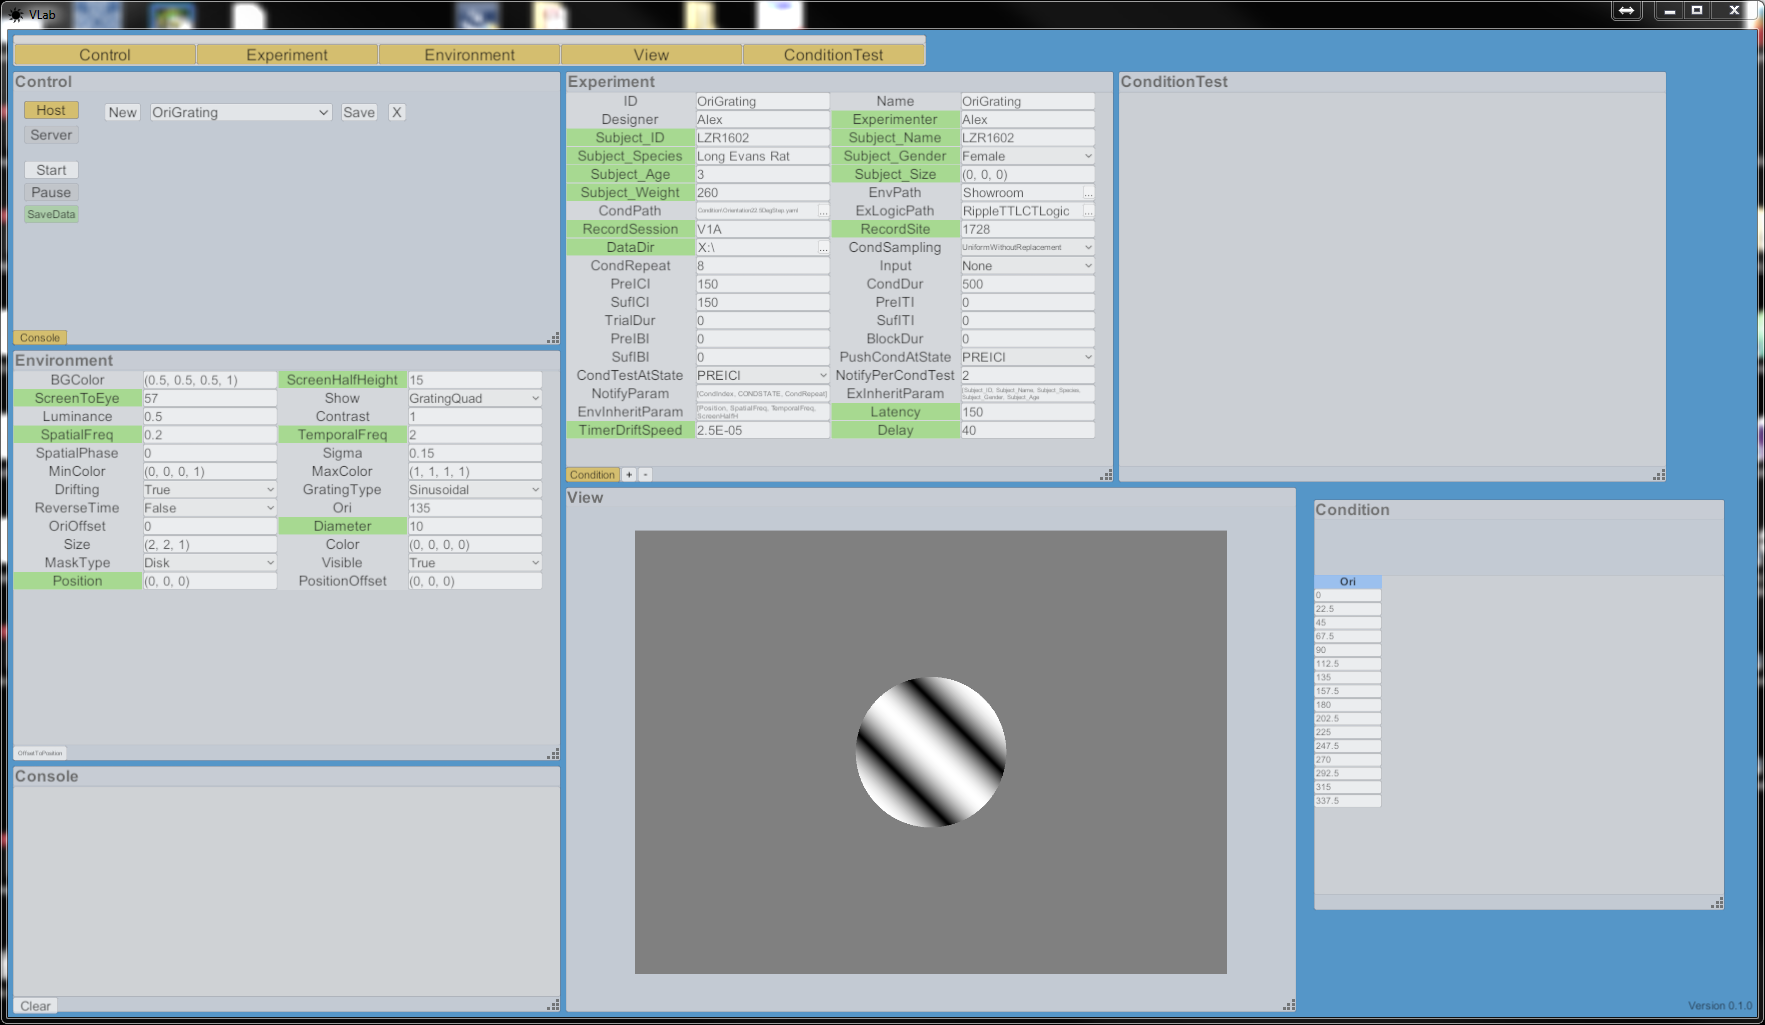 VLab
Control Experiment Environment View ConditionTest
Control
Host New OriGrating Save X
Server
Start
Pause
SaveData
Console
Experiment
ID OriGrating Name OriGrating
Designer Alex Experimenter Alex
Subject_ID LZR1602 Subject_Name LZR1602
Subject_Species Long Evans Rat Subject_Gender Female
Subject_Age 3 Subject_Size (0, 0, 0)
Subject_Weight 260 EnvPath Showroom ...
CondPath Condition\Orientation22.5DegStep.yaml ... ExLogicPath RippleTTLCTLogic ...
RecordSession V1A RecordSite 1728
DataDir X:\ ... CondSampling UniformWithoutReplacement
CondRepeat 8 Input None
PreICI 150 CondDur 500
SufICI 150 PreITI 0
TrialDur 0 SufITI 0
PreIBI 0 BlockDur 0
SufIBI 0 PushCondAtState PREICI
CondTestAtState PREICI NotifyPerCondTest 2
NotifyParam [CondIndex, CONDSTATE, CondRepeat] ExInheritParam [Subject_ID, Subject_Name, Subject_Species, Subject_Gender, Subject_Age
EnvInheritParam [Position, SpatialFreq, TemporalFreq, ScreenHalfH Latency 150
TimerDriftSpeed 2.5E-05 Delay 40
Condition + -
ConditionTest
Environment
BGColor (0.5, 0.5, 0.5, 1) ScreenHalfHeight 15
ScreenToEye 57 Show GratingQuad
Luminance 0.5 Contrast 1
SpatialFreq 0.2 TemporalFreq 2
SpatialPhase 0 Sigma 0.15
MinColor (0, 0, 0, 1) MaxColor (1, 1, 1, 1)
Drifting True GratingType Sinusoidal
ReverseTime False Ori 135
OriOffset 0 Diameter 10
Size (2, 2, 1) Color (0, 0, 0, 0)
MaskType Disk Visible True
Position (0, 0, 0) PositionOffset (0, 0, 0)
OffsetToPosition
Console
Clear
View
Condition
Ori
0
22.5
45
67.5
90
112.5
135
157.5
180
202.5
225
247.5
270
292.5
315
337.5
Version 0.1.0